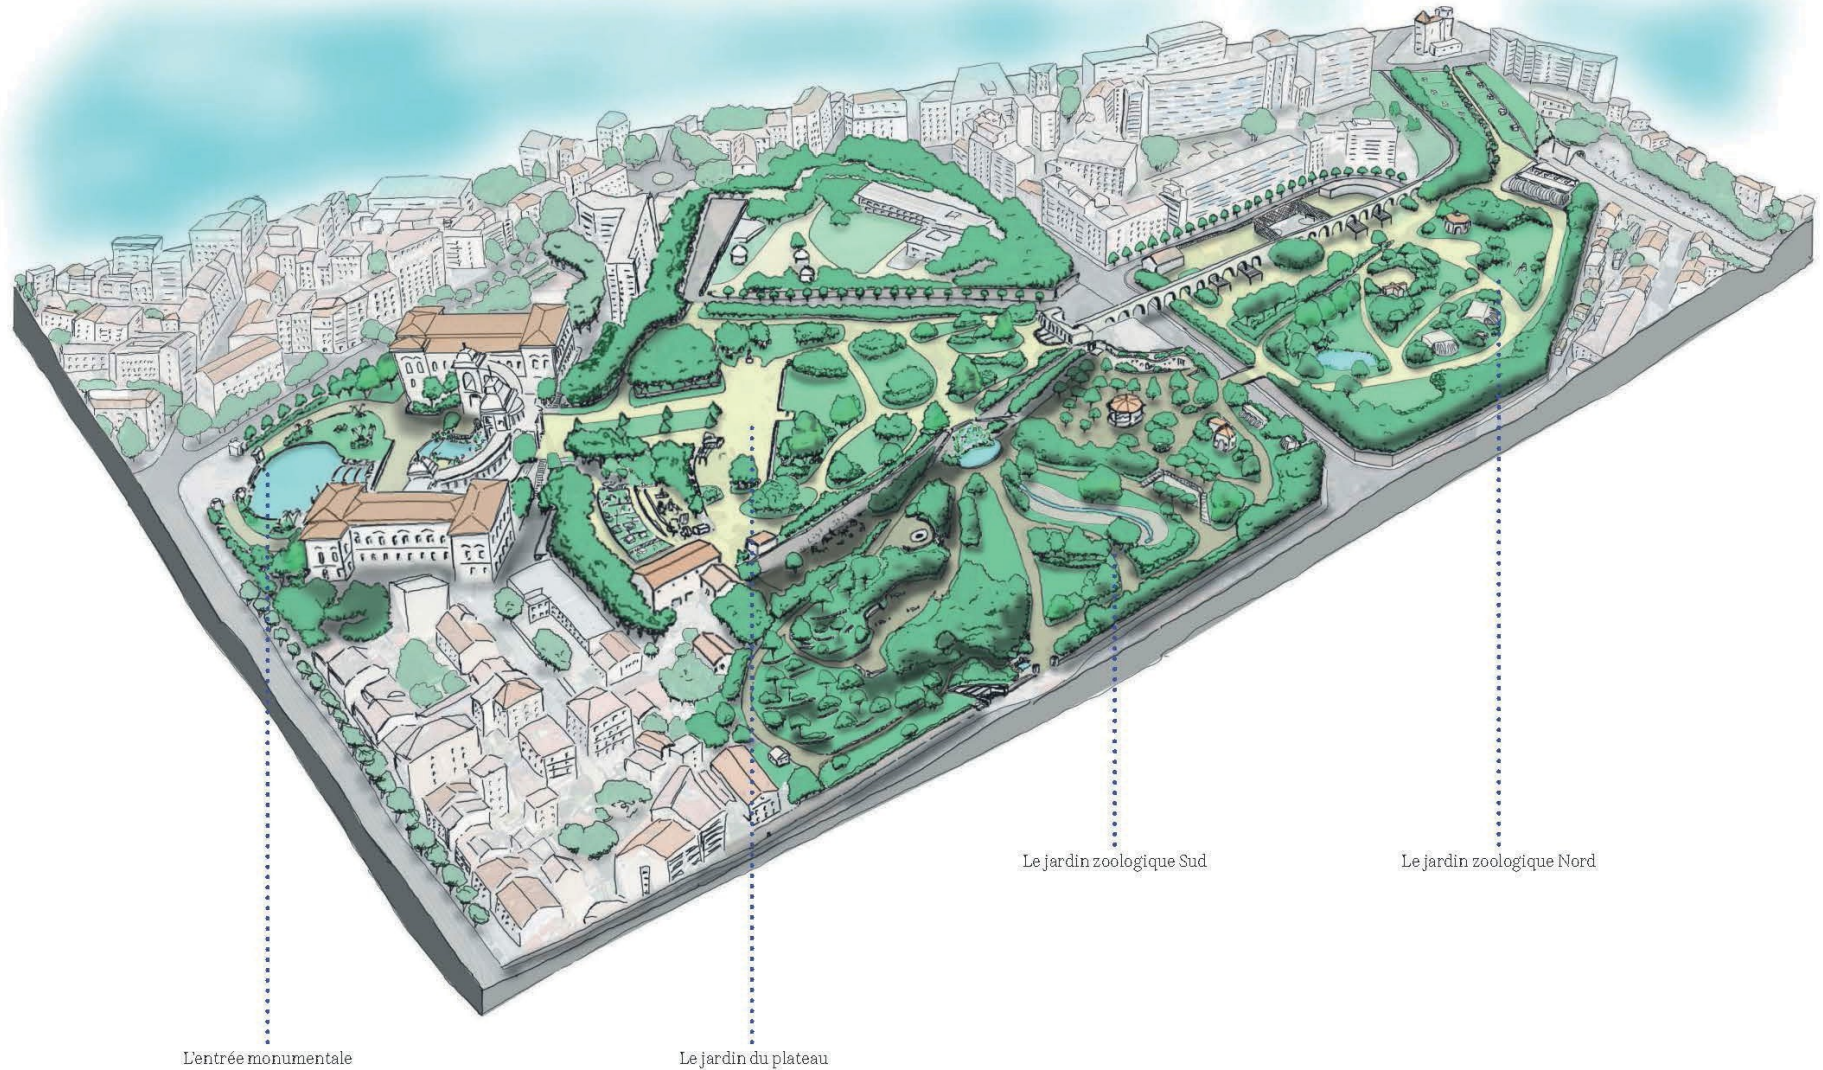 Le jardin zoologique Sud
Le jardin zoologique Nord
L'entrée monumentale
Le jardin du plateau